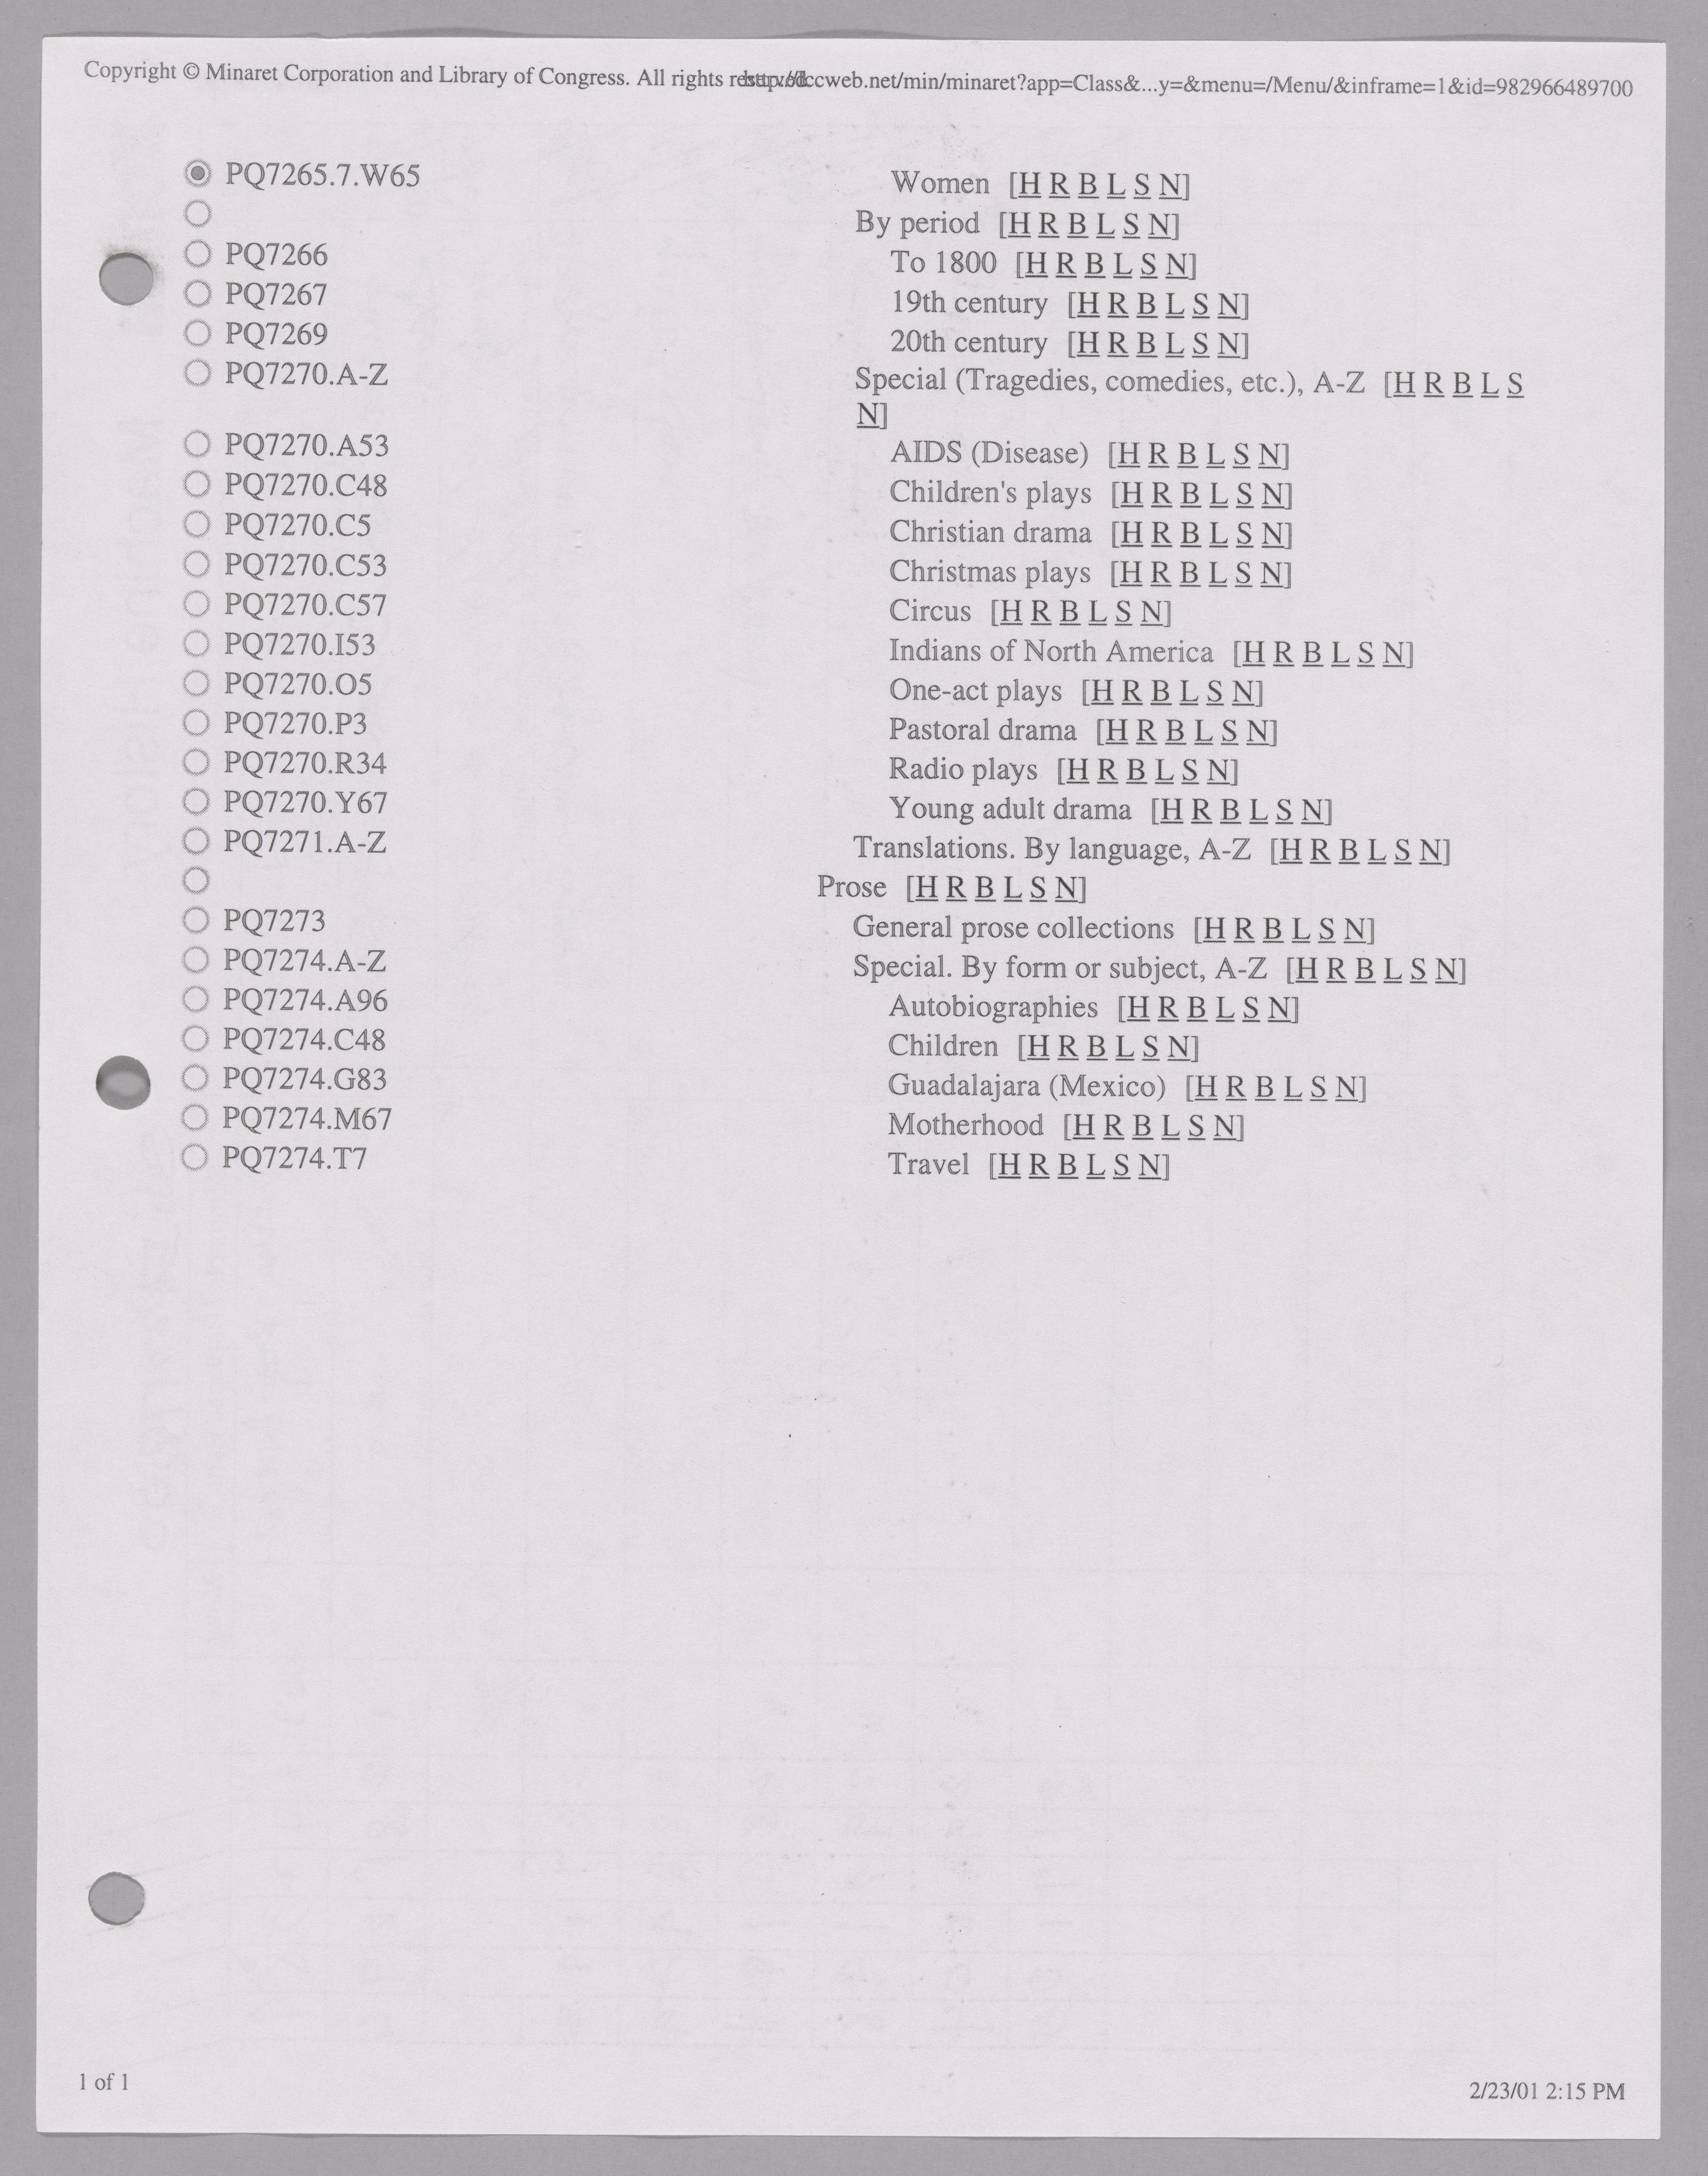 Copyright © Minaret Corporation and Library of Congress. All rights reserved. http://lccweb.net/min/minaret?app=Class&...y=&menu=/Menu/&inframe=1&id=982966489700
PQ7265.7.W65 Women [H R B L S N]
By period [H R B L S N]
PQ7266 To 1800 [H R B L S N]
PQ7267 19th century [H R B L S N]
PQ7269 20th century [H R B L S N]
PQ7270.A-Z Special (Tragedies, comedies, etc.), A-Z [H R B L S
N]
PQ7270.A53 AIDS (Disease) [H R B L S N]
PQ7270.C48 Children's plays [H R B L S N]
PQ7270.C5 Christian drama [H R B L S N]
PQ7270.C53 Christmas plays [H R B L S N]
PQ7270.C57 Circus [H R B L S N]
PQ7270.I53 Indians of North America [H R B L S N]
PQ7270.O5 One-act plays [H R B L S N]
PQ7270.P3 Pastoral drama [H R B L S N]
PQ7270.R34 Radio plays [H R B L S N]
PQ7270.Y67 Young adult drama [H R B L S N]
PQ7271.A-Z Translations. By language, A-Z [H R B L S N]
Prose [H R B L S N]
PQ7273 General prose collections [H R B L S N]
PQ7274.A-Z Special. By form or subject, A-Z [H R B L S N]
PQ7274.A96 Autobiographies [H R B L S N]
PQ7274.C48 Children [H R B L S N]
PQ7274.G83 Guadalajara (Mexico) [H R B L S N]
PQ7274.M67 Motherhood [H R B L S N]
PQ7274.T7 Travel [H R B L S N]
1 of 1 2/23/01 2:15 PM